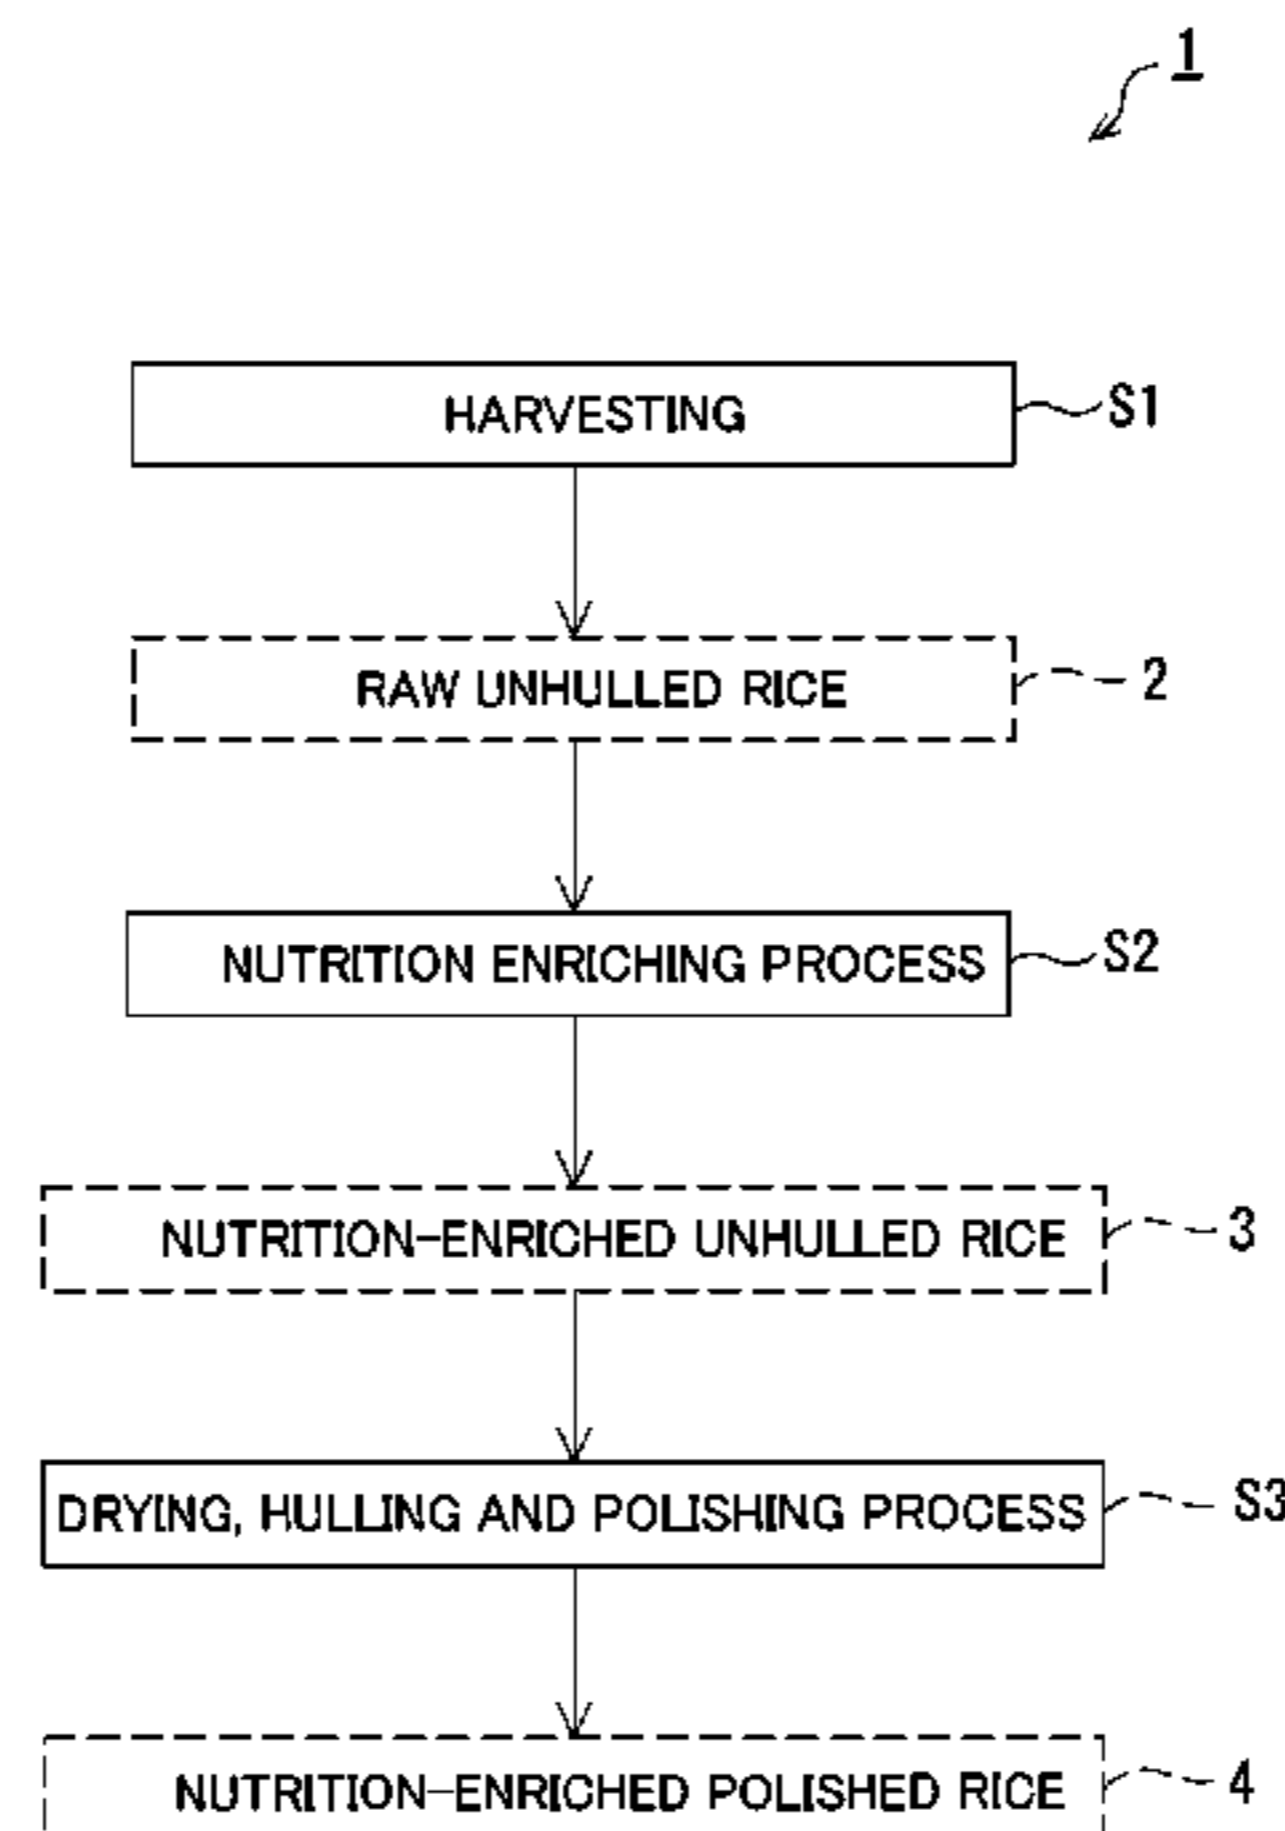 1
HARVESTING S1
RAW UNHULLED RICE 2
NUTRITION ENRICHING PROCESS S2
NUTRITION-ENRICHED UNHULLED RICE 3
DRYING, HULLING AND POLISHING PROCESS S3
NUTRITION-ENRICHED POLISHED RICE 4